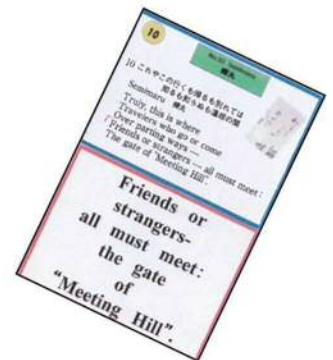 10
No.10 Semimaru
蝉丸
10 これやこの行くも帰るも別れては
知るも知らぬも逢坂の関
Semimaru 蝉丸
Truly, this is where
Travelers who go or come
Over parting ways ―
Friends or strangers ― all must meet:
The gate of "Meeting Hill".
Friends or
strangers-
all must meet:
the gate
of
"Meeting Hill".